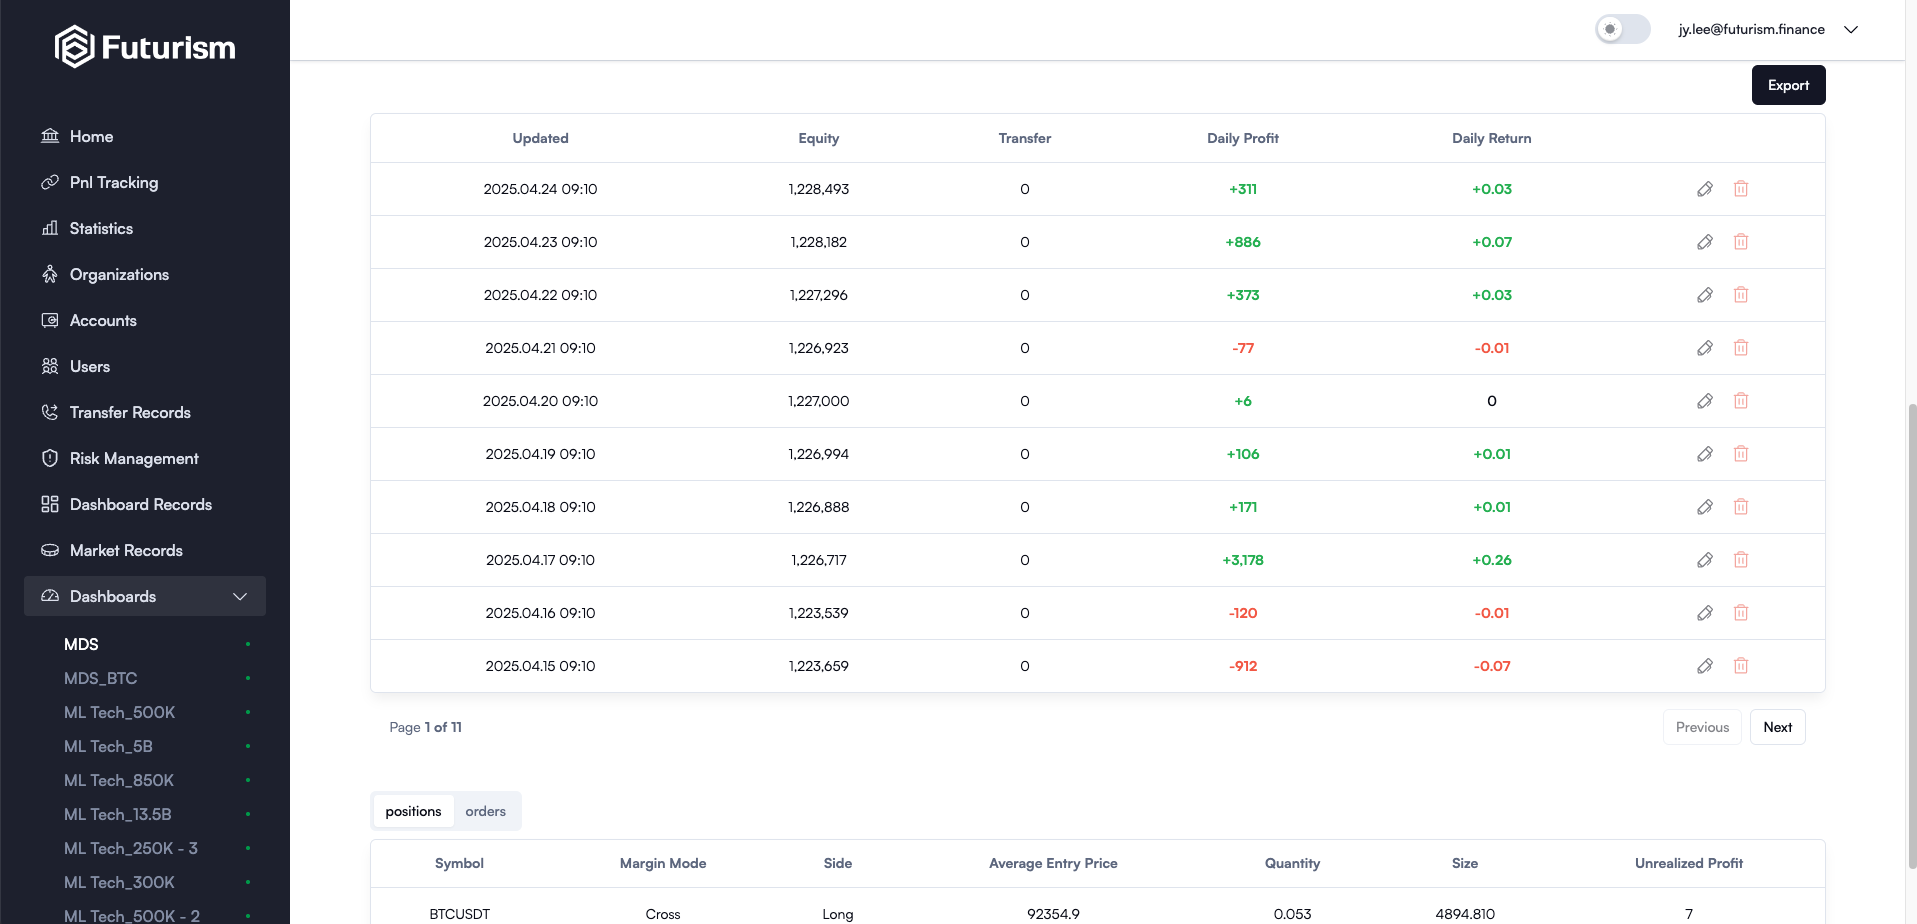 Futurism
jy.lee@futurism.finance
Home
Pnl Tracking
Statistics
Organizations
Accounts
Users
Transfer Records
Risk Management
Dashboard Records
Market Records
Dashboards
MDS
MDS_BTC
ML Tech_500K
ML Tech_5B
ML Tech_850K
ML Tech_13.5B
ML Tech_250K - 3
ML Tech_300K
ML Tech_500K - 2
Export
Updated Equity Transfer Daily Profit Daily Return
2025.04.24 09:10 1,228,493 0 +311 +0.03
2025.04.23 09:10 1,228,182 0 +886 +0.07
2025.04.22 09:10 1,227,296 0 +373 +0.03
2025.04.21 09:10 1,226,923 0 -77 -0.01
2025.04.20 09:10 1,227,000 0 +6 0
2025.04.19 09:10 1,226,994 0 +106 +0.01
2025.04.18 09:10 1,226,888 0 +171 +0.01
2025.04.17 09:10 1,226,717 0 +3,178 +0.26
2025.04.16 09:10 1,223,539 0 -120 -0.01
2025.04.15 09:10 1,223,659 0 -912 -0.07
Page 1 of 11 Previous Next
positions orders
Symbol Margin Mode Side Average Entry Price Quantity Size Unrealized Profit
BTCUSDT Cross Long 92354.9 0.053 4894.810 7